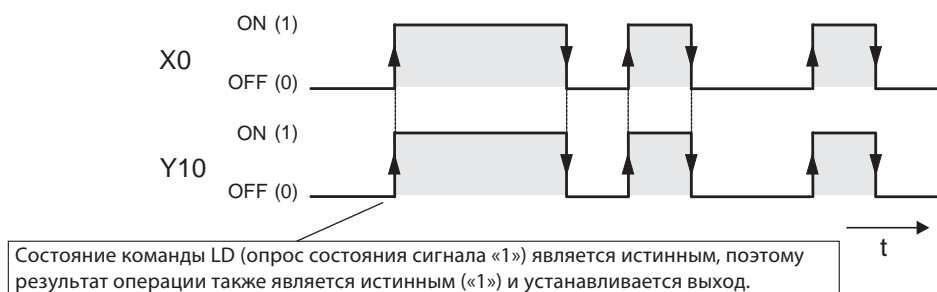 ON (1)
X0
OFF (0)
ON (1)
Y10
OFF (0)
t
Состояние команды LD (опрос состояния сигнала «1») является истинным, поэтому
результат операции также является истинным («1») и устанавливается выход.